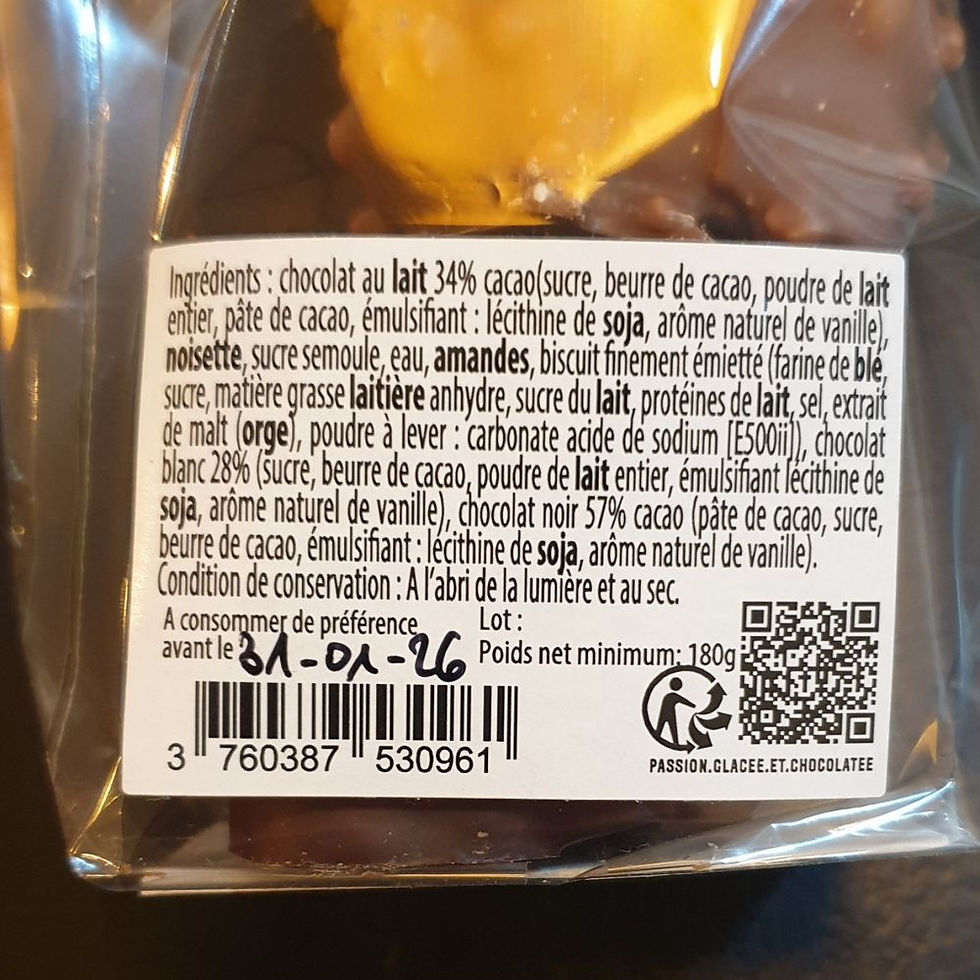 Ingrédients : chocolat au lait 34% cacao(sucre, beurre de cacao, poudre de lait
entier, pâte de cacao, émulsifiant : lécithine de soja, arôme naturel de vanille),
noisette, sucre semoule, eau, amandes, biscuit finement émietté (farine de blé,
sucre, matière grasse laitière anhydre, sucre du lait, protéines de lait, sel, extrait
de malt (orge), poudre à lever : carbonate acide de sodium [E500ii]), chocolat
blanc 28% (sucre, beurre de cacao, poudre de lait entier, émulsifiant lécithine de
soja, arôme naturel de vanille), chocolat noir 57% cacao (pâte de cacao, sucre,
beurre de cacao, émulsifiant : lécithine de soja, arôme naturel de vanille).
Condition de conservation : A l'abri de la lumière et au sec.
A consommer de préférence
avant le 31-01-26
Lot :
Poids net minimum: 180g
3 760387 530961
PASSION.GLACEE.ET.CHOCOLATEE